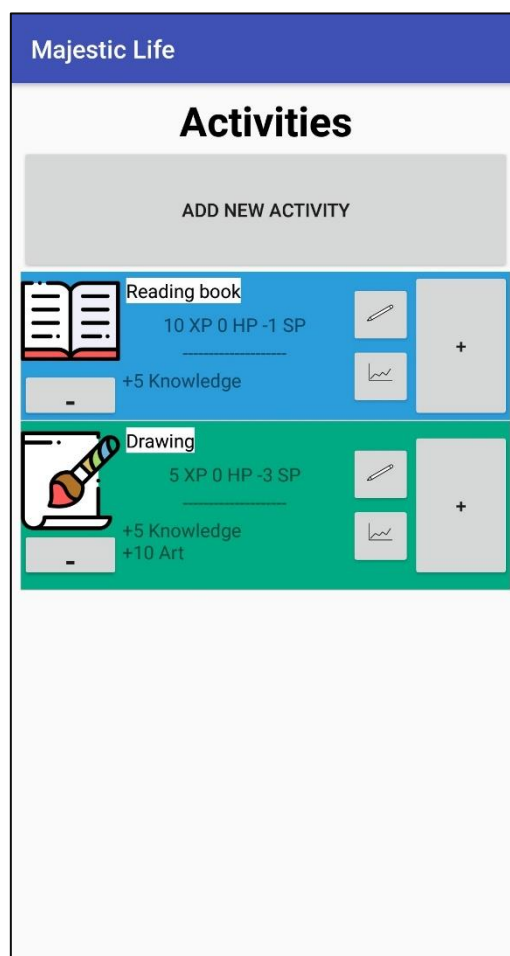 Majestic Life
Activities
ADD NEW ACTIVITY
Reading book
10 XP 0 HP -1 SP
--------------------
+5 Knowledge
-
+
Drawing
5 XP 0 HP -3 SP
--------------------
+5 Knowledge
+10 Art
-
+